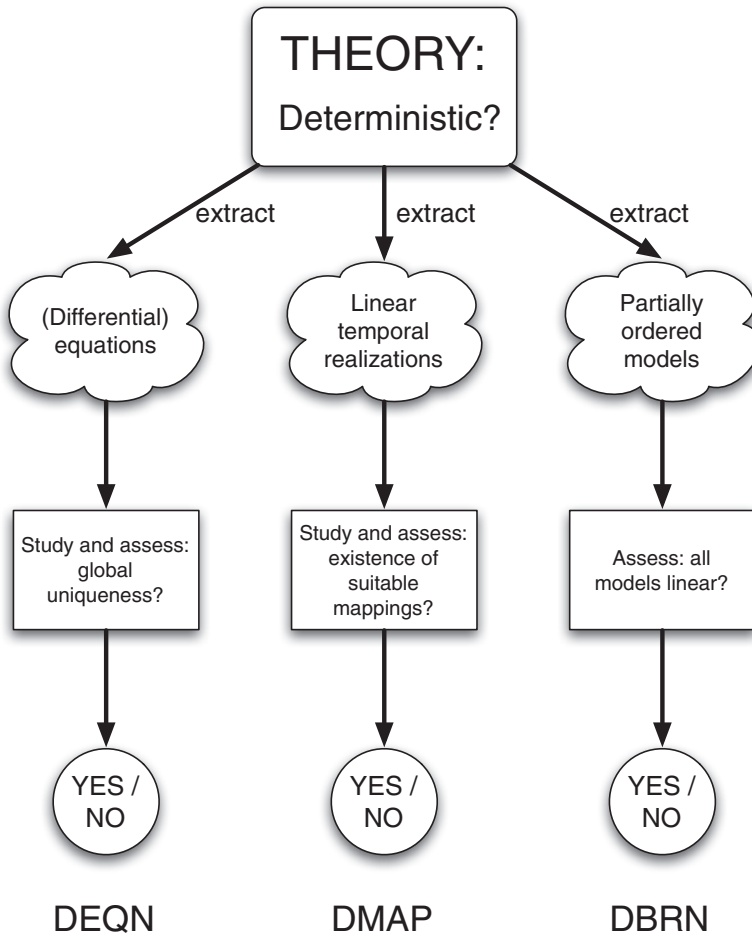 THEORY:
Deterministic?
extract
extract
extract
(Differential)
equations
Linear
temporal
realizations
Partially
ordered
models
Study and assess:
global
uniqueness?
Study and assess:
existence of
suitable
mappings?
Assess: all
models linear?
YES /
NO
YES /
NO
YES /
NO
DEQN
DMAP
DBRN